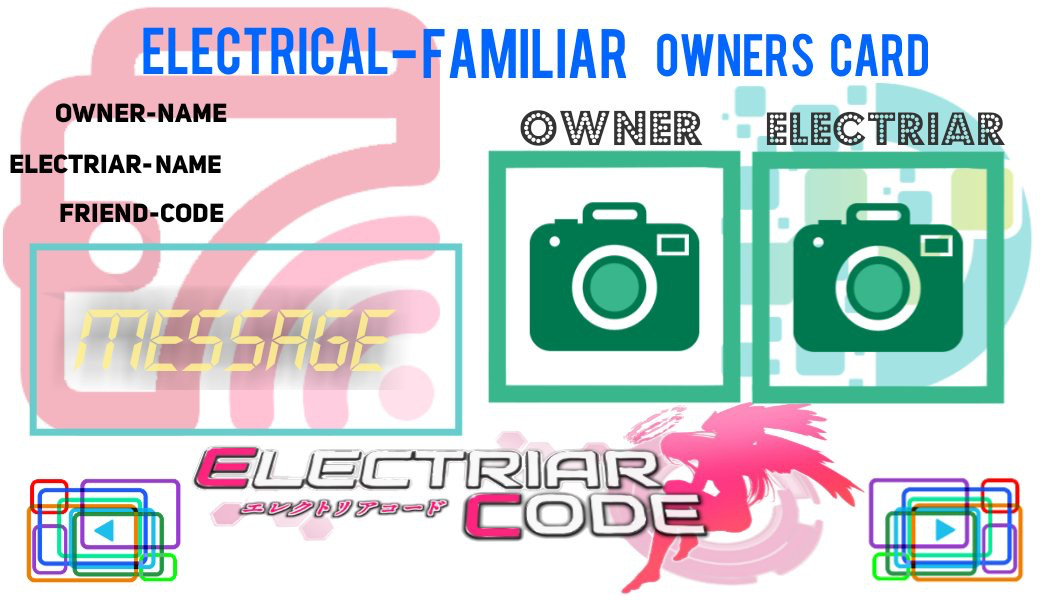 ELECTRICAL-FAMILIAR OWNERS CARD
OWNER-NAME
ELECTRIAR-NAME
FRIEND-CODE
MESSAGE
OWNER
ELECTRIAR
ELECTRIAR
エレクトリアコード
CODE